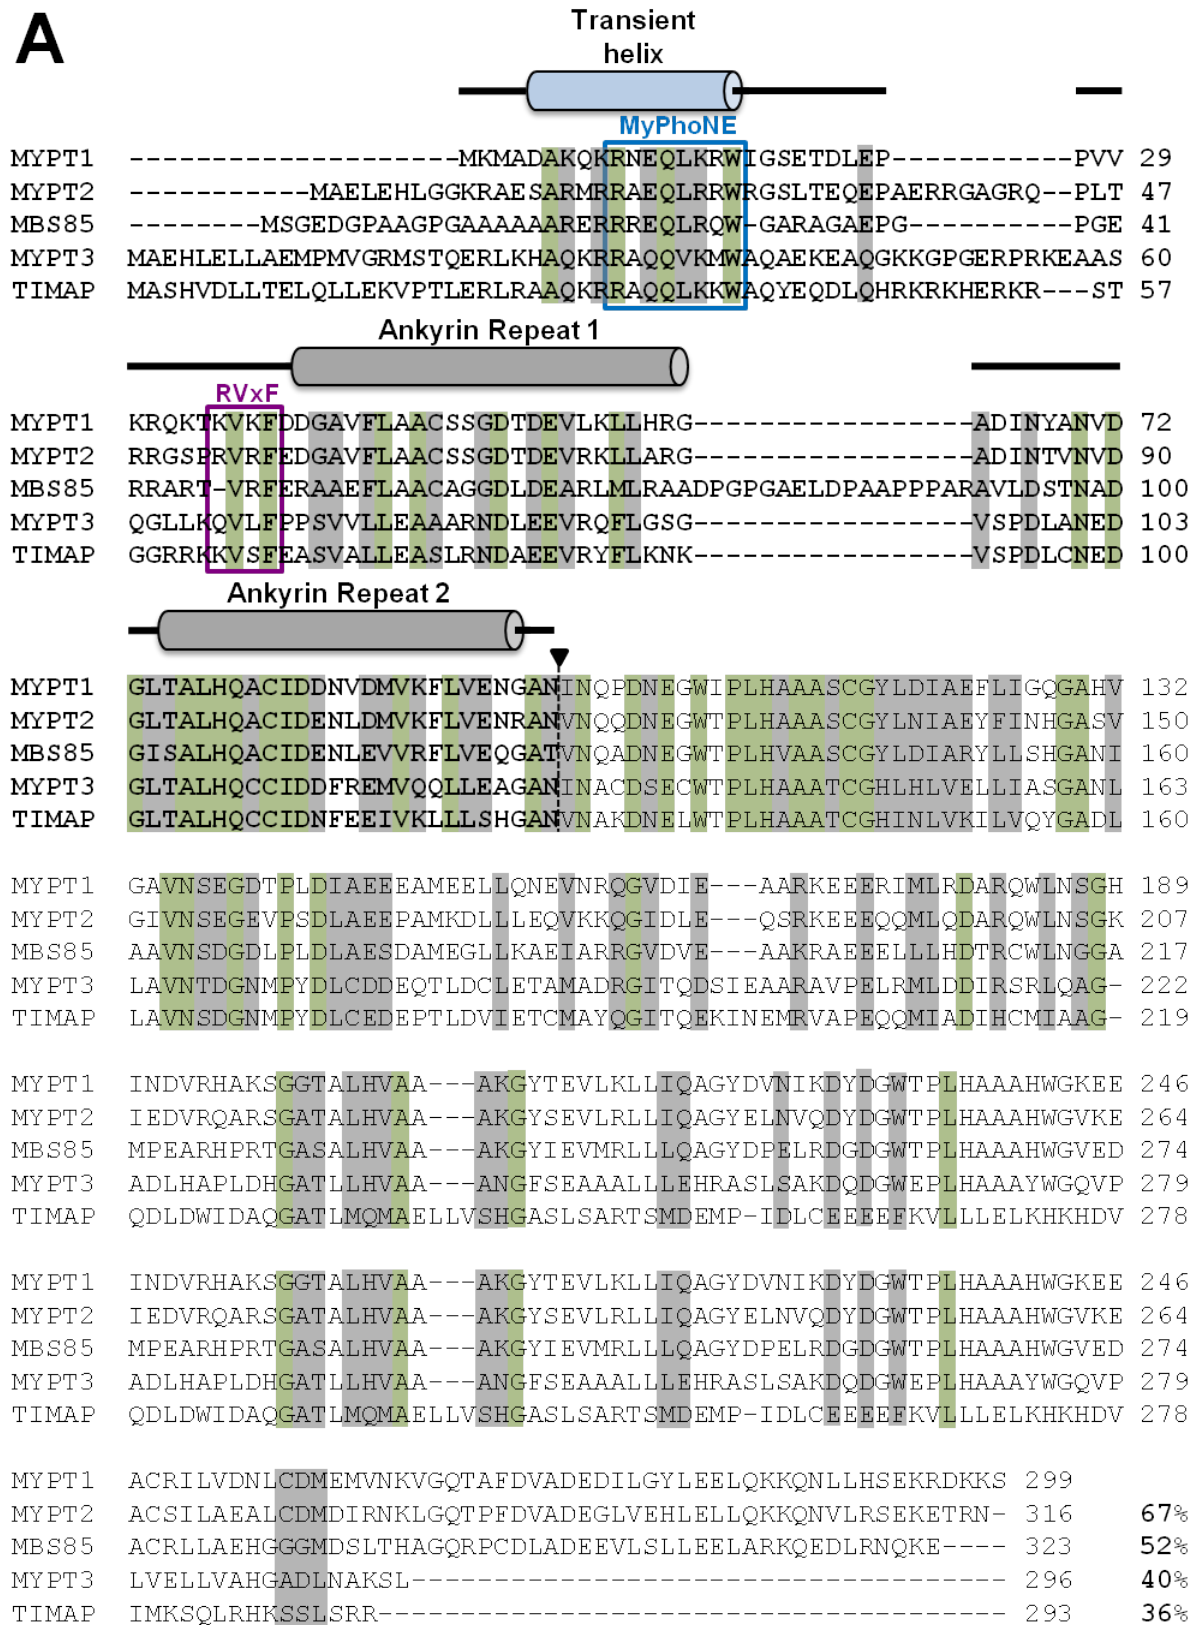 A
Transient
helix
MyPhoNE
MYPT1 --------------------MKMADAKQKRNEQLKRWIGSETDLEP-----------PVV 29
MYPT2 -----------MAELEHLGGKRAESARMRRAEQLRRWRGSLTEQEPAERRGAGRQ--PLT 47
MBS85 --------MSGEDGPAAGPGAAAAAARERRREQLRQW-GARAGAEPG----------PGE 41
MYPT3 MAEHLELLAEMPMVGRMSTQERLKHAQKRRAQQVKMWAQAEKEAQGKKGPGERPRKEAAS 60
TIMAP MASHVDLLTELQLLEKVPTLERLRAAQKRRAQQLKKWAQYEQDLQHRKRKHERKR---ST 57
Ankyrin Repeat 1
RVxF
MYPT1 KRQKTKVKFDDGAVFLAACSSGDTDEVLKLLHRG-----------------ADINYANVD 72
MYPT2 RRGSPRVRFEDGAVFLAACSSGDTDEVRKLLARG-----------------ADINTVNVD 90
MBS85 RRART-VRFERAAEFLAACAGGDLDEARLMLRAADPGPGAELDPAAPPPARAVLDSTNAD 100
MYPT3 QGLLKQVLFPPSVVLLEAAARNDLEEVRQFLGSG-----------------VSPDLANED 103
TIMAP GGRRKKVSFEASVALLEASLRNDAEEVRYFLKNK-----------------VSPDLCNED 100
Ankyrin Repeat 2
MYPT1 GLTALHQACIDDNVDMVKFLVENGANINQPDNEGWIPLHAAASCGYLDIAEFLIGQGAHV 132
MYPT2 GLTALHQACIDENLDMVKFLVENRANVNQQDNEGWTPLHAAASCGYLNIAEYFINHGASV 150
MBS85 GISALHQACIDENLEVVRFLVEQGATVNQADNEGWTPLHVAASCGYLDIARYLLSHGANI 160
MYPT3 GLTALHQCCIDDFREMVQQLLEAGANINACDSECWTPLHAAATCGHLHLVELLIASGANL 163
TIMAP GLTALHQCCIDNFEEIVKLLLSHGANVNAKDNELWTPLHAAATCGHINLVKILVQYGADL 160
MYPT1 GAVNSEGDTPLDIAEEEAMEELLQNEVNRQGVDIE---AARKEEERIMLRDARQWLNSGH 189
MYPT2 GIVNSEGEVPSDLAEEPAMKDLLLEQVKKQGIDLE---QSRKEEEQQMLQDARQWLNSGK 207
MBS85 AAVNSDGDLPLDLAESDAMEGLLKAEIARRGVDVE---AAKRAEEELLLHDTRCWLNGGA 217
MYPT3 LAVNTDGNMPYDLCDDEQTLDCLETAMADRGITQDSIEAARAVPELRMLDDIRSRLQAG- 222
TIMAP LAVNSDGNMPYDLCEDEPTLDVIETCMAYQGITQEKINEMRVAPEQQMIADIHCMIAAG- 219
MYPT1 INDVRHAKSGGTALHVAA---AKGYTEVLKLLIQAGYDVNIKDYDGWTPLHAAAHWGKEE 246
MYPT2 IEDVRQARSGATALHVAA---AKGYSEVLRLLIQAGYELNVQDYDGWTPLHAAAHWGVKE 264
MBS85 MPEARHPRTGASALHVAA---AKGYIEVMRLLLQAGYDPELRDGDGWTPLHAAAHWGVED 274
MYPT3 ADLHAPLDHGATLLHVAA---ANGFSEAAALLLEHRASLSAKDQDGWEPLHAAAYWGQVP 279
TIMAP QDLDWIDAQGATLMQMAELLVSHGASLSARTSMDEMP-IDLCEEEEFKVLLLELKHKHDV 278
MYPT1 INDVRHAKSGGTALHVAA---AKGYTEVLKLLIQAGYDVNIKDYDGWTPLHAAAHWGKEE 246
MYPT2 IEDVRQARSGATALHVAA---AKGYSEVLRLLIQAGYELNVQDYDGWTPLHAAAHWGVKE 264
MBS85 MPEARHPRTGASALHVAA---AKGYIEVMRLLLQAGYDPELRDGDGWTPLHAAAHWGVED 274
MYPT3 ADLHAPLDHGATLLHVAA---ANGFSEAAALLLEHRASLSAKDQDGWEPLHAAAYWGQVP 279
TIMAP QDLDWIDAQGATLMQMAELLVSHGASLSARTSMDEMP-IDLCEEEEFKVLLLELKHKHDV 278
MYPT1 ACRILVDNLCDMEMVNKVGQTAFDVADEDILGYLEELQKKQNLLHSEKRDKKS 299
MYPT2 ACSILAEALCDMDIRNKLGQTPFDVADEGLVEHLELLQKKQNVLRSEKETRN- 316 67%
MBS85 ACRLLAEHGGGMDSLTHAGQRPCDLADEEVLSLLEELARKQEDLRNQKE---- 323 52%
MYPT3 LVELLVAHGADLNAKSL------------------------------------ 296 40%
TIMAP IMKSQLRHKSSLSRR-------------------------------------- 293 36%